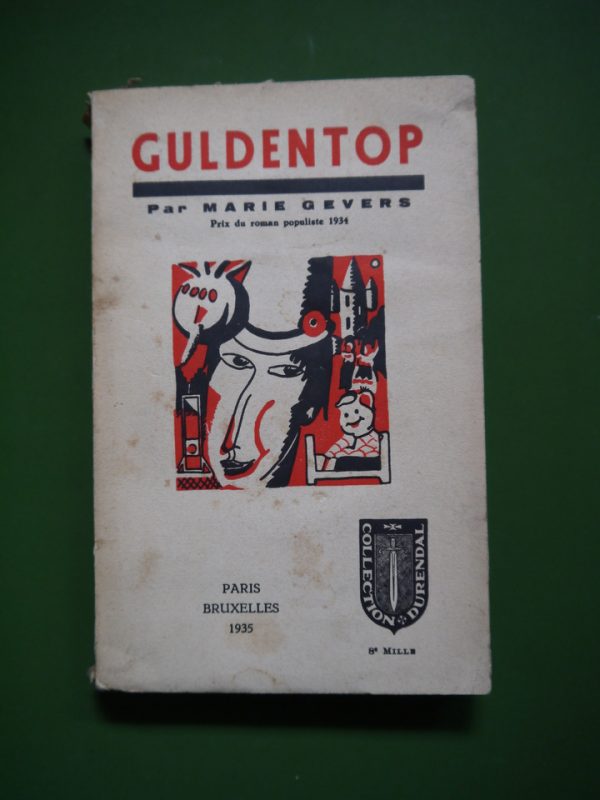 GULDENTOP
Par MARIE GEVERS
Prix du roman populiste 1934
PARIS
BRUXELLES
1935
COLLECTION DURENDAL
8e MILLE